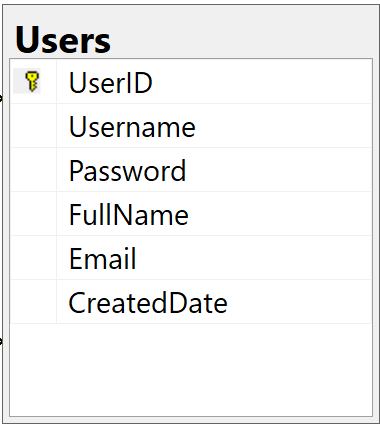 Users
UserID
Username
Password
FullName
Email
CreatedDate